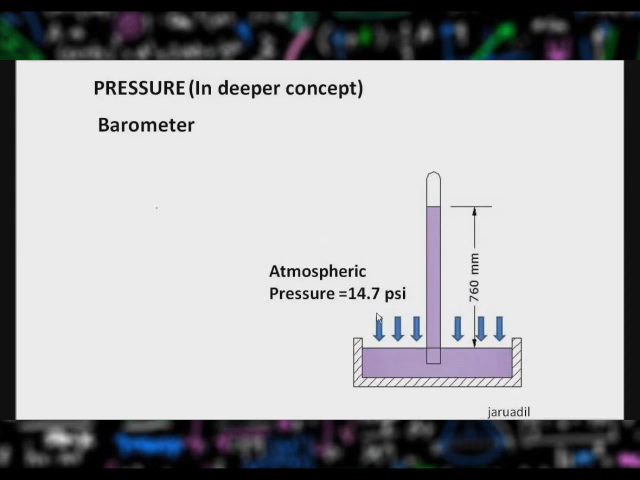 PRESSURE (In deeper concept)
Barometer
Atmospheric
Pressure =14.7 psi
760 mm
jaruadil